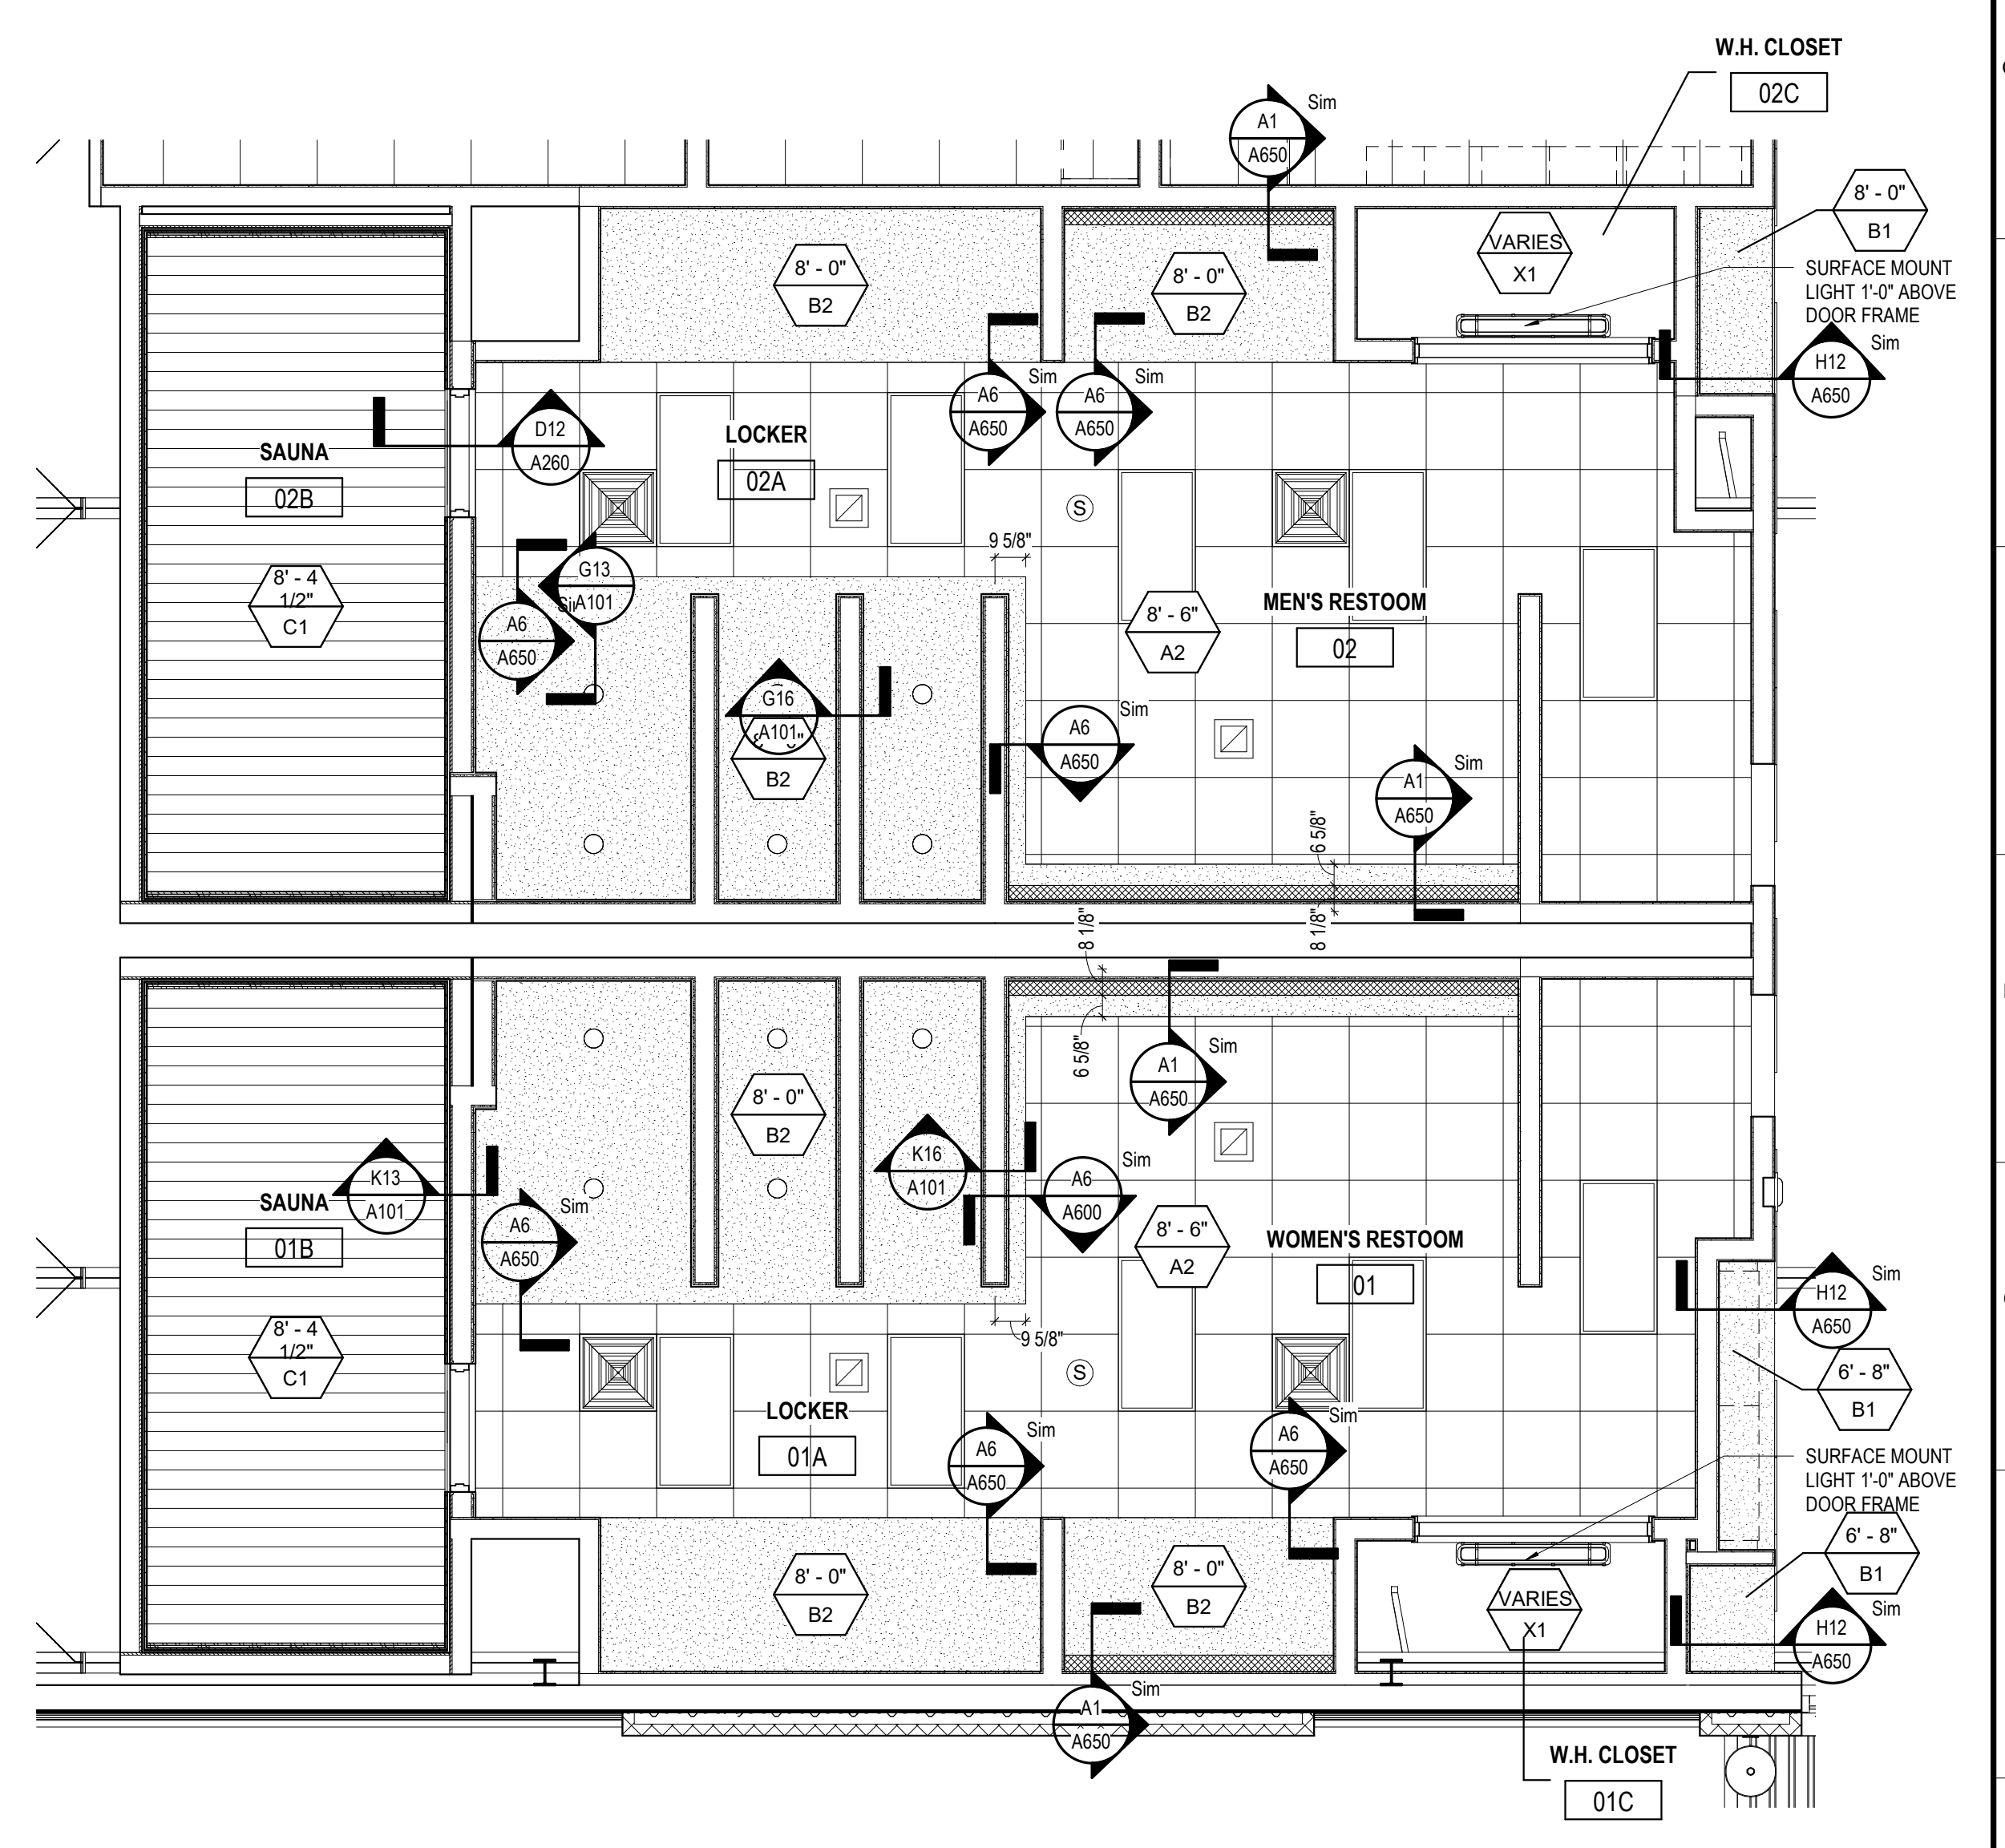 W.H. CLOSET
02C
A1
A650
Sim
8' - 0"
B1
SURFACE MOUNT
LIGHT 1'-0" ABOVE
DOOR FRAME
VARIES
X1
8' - 0"
B2
8' - 0"
B2
H12
A650
Sim
A6
A650
Sim
A6
A650
Sim
D12
A260
LOCKER
02A
SAUNA
02B
S
9 5/8"
G13
A101
8' - 4
1/2"
C1
A6
A650
MEN'S RESTOOM
02
8' - 6"
A2
G16
A101
B2
A6
A650
Sim
A1
A650
Sim
6 5/8"
8 1/8"
8 1/8"
6 5/8"
A1
A650
Sim
8' - 0"
B2
K16
A101
A6
A600
Sim
K13
A101
SAUNA
01B
A6
A650
Sim
8' - 6"
A2
WOMEN'S RESTOOM
01
H12
A650
Sim
8' - 4
1/2"
C1
9 5/8"
S
6' - 8"
B1
LOCKER
01A
A6
A650
Sim
A6
A650
Sim
SURFACE MOUNT
LIGHT 1'-0" ABOVE
DOOR FRAME
6' - 8"
B1
8' - 0"
B2
8' - 0"
B2
VARIES
X1
H12
A650
Sim
A1
A650
Sim
W.H. CLOSET
01C